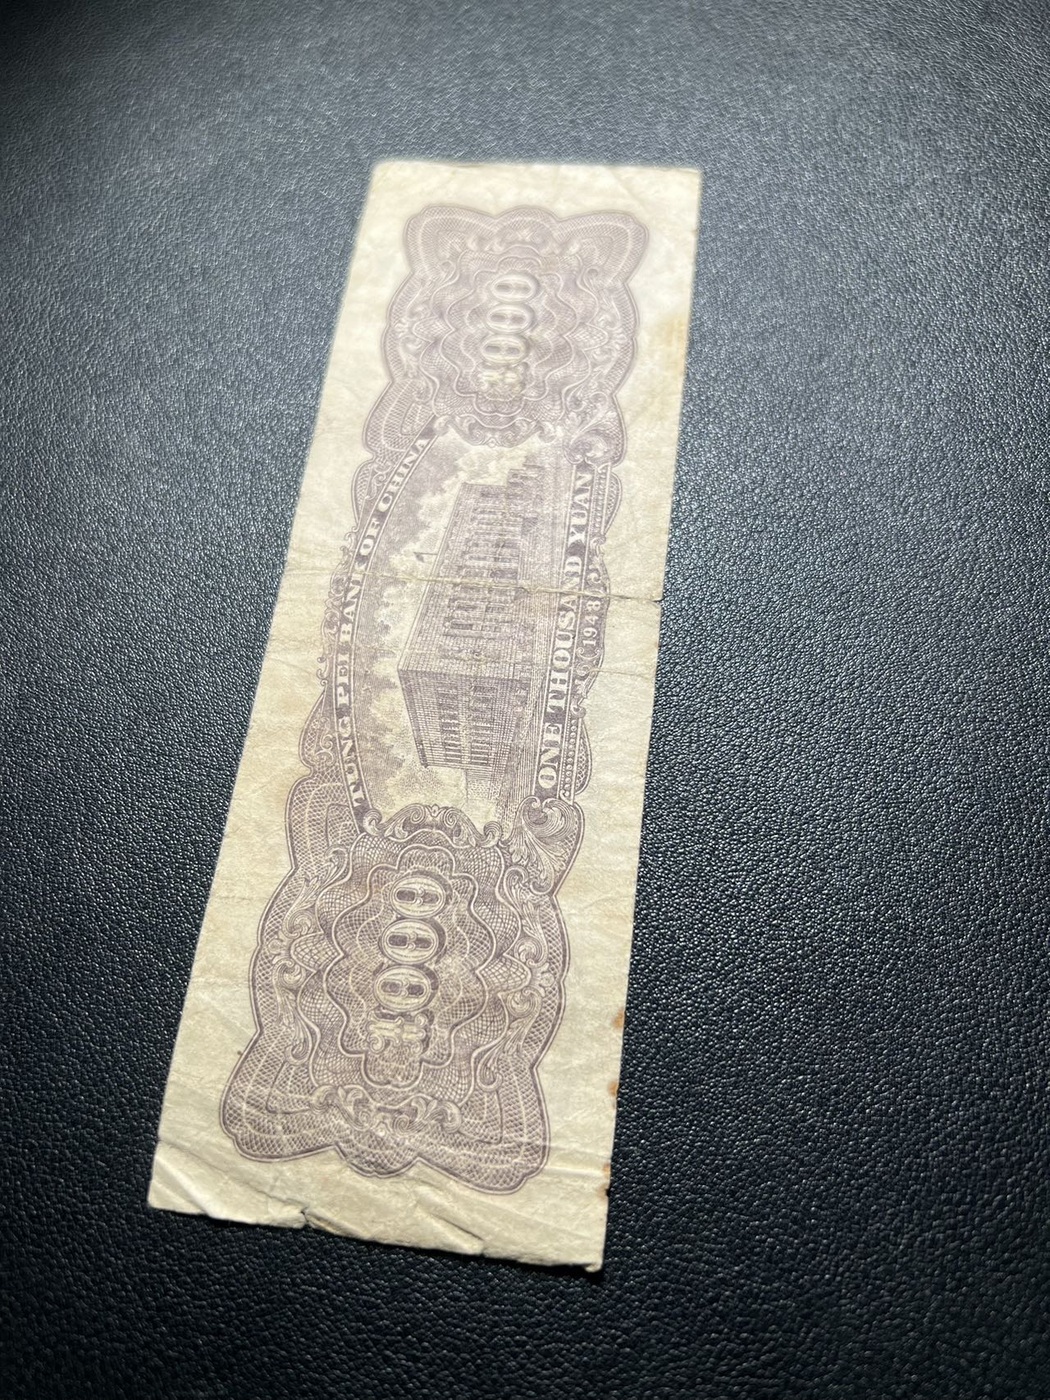 TUNG PEI BANK OF CHINA
1000
1000
ONE THOUSAND YUAN
1948